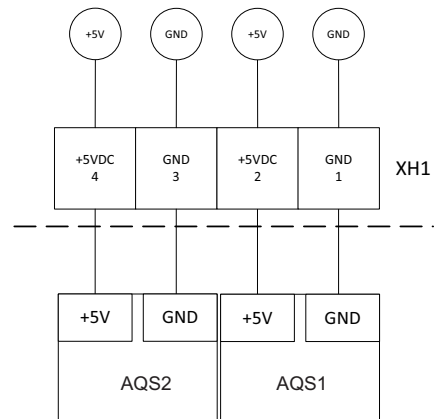 +5V GND +5V GND
+5VDC GND +5VDC GND
4 3 2 1
XH1
+5V GND +5V GND
AQS2 AQS1